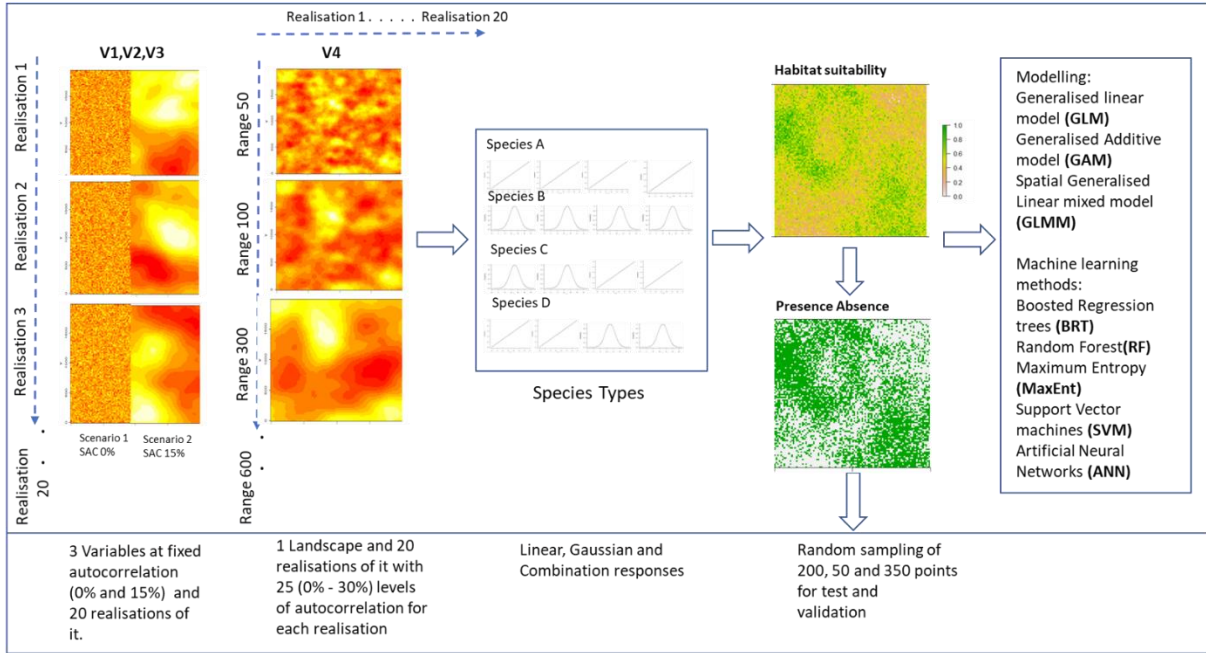 Realisation 1 . . . . . Realisation 20
V1,V2,V3
V4
Realisation 1
Realisation 2
Realisation 3
Realisation
20 . .
Scenario 1
SAC 0%
Scenario 2
SAC 15%
Range 50
Range 100
Range 300
Range 600 . .
Species A
Species B
Species C
Species D
Species Types
Habitat suitability
1.0
0.8
0.6
0.4
0.2
0.0
Presence Absence
Modelling:
Generalised linear
model (GLM)
Generalised Additive
model (GAM)
Spatial Generalised
Linear mixed model
(GLMM)
Machine learning
methods:
Boosted Regression
trees (BRT)
Random Forest(RF)
Maximum Entropy
(MaxEnt)
Support Vector
machines (SVM)
Artificial Neural
Networks (ANN)
3 Variables at fixed
autocorrelation
(0% and 15%) and
20 realisations of
it.
1 Landscape and 20
realisations of it with
25 (0% - 30%) levels
of autocorrelation for
each realisation
Linear, Gaussian and
Combination responses
Random sampling of
200, 50 and 350 points
for test and
validation